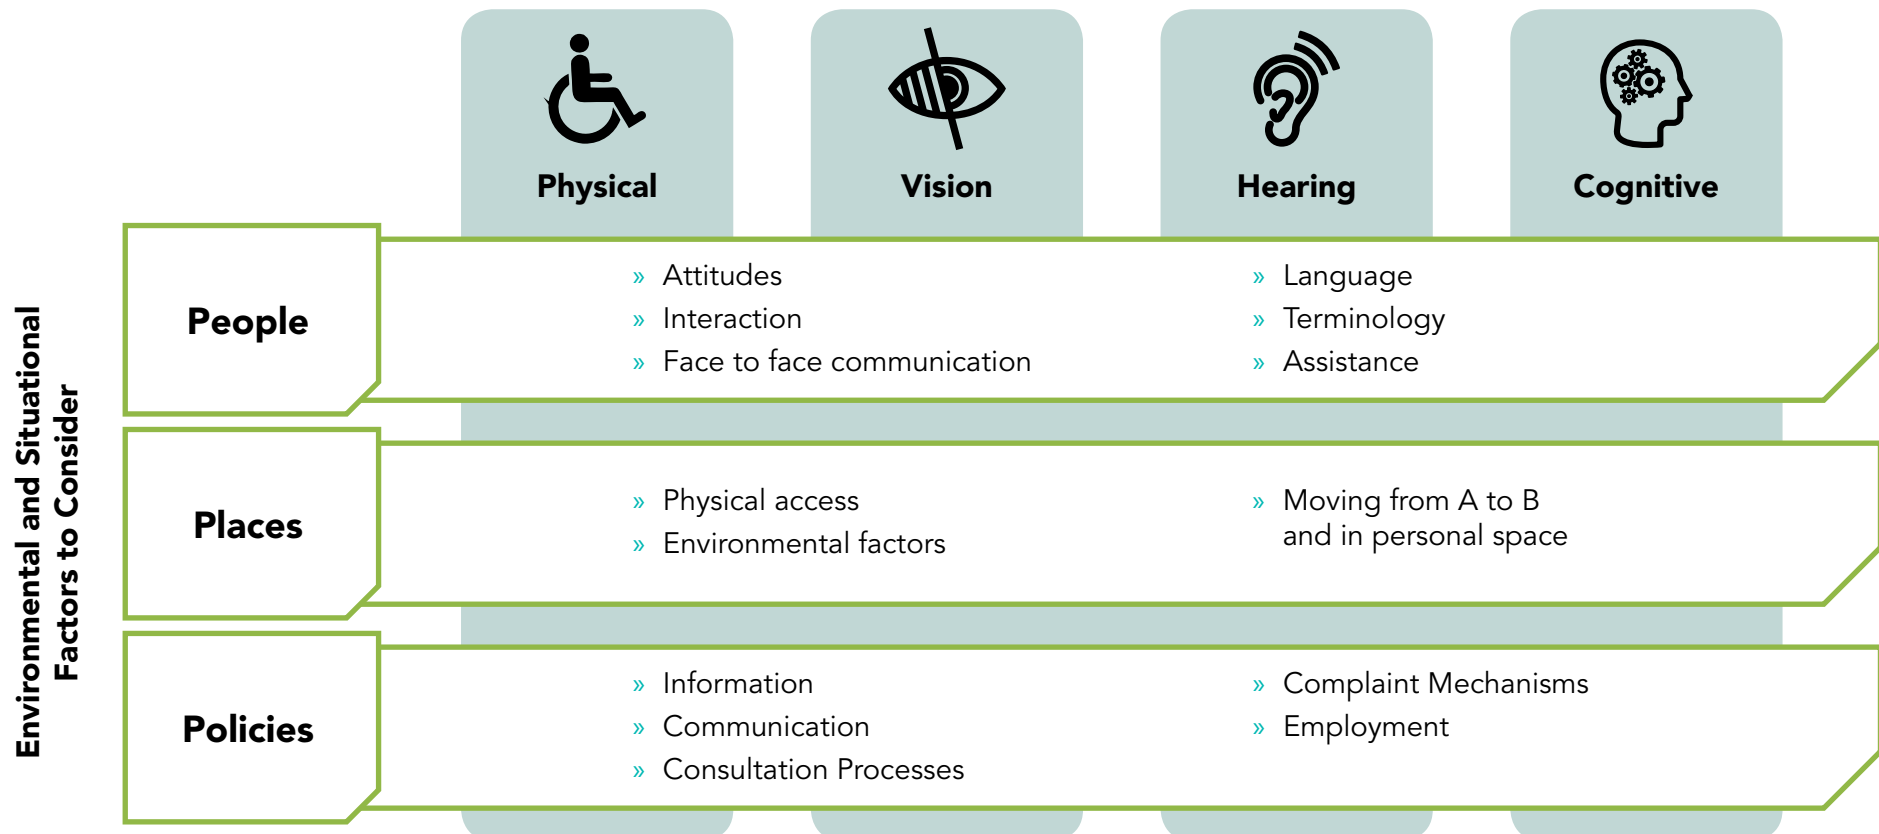 Physical
Vision
Hearing
Cognitive
Environmental and Situational
Factors to Consider
People
» Attitudes
» Interaction
» Face to face communication
» Language
» Terminology
» Assistance
Places
» Physical access
» Environmental factors
» Moving from A to B
and in personal space
Policies
» Information
» Communication
» Consultation Processes
» Complaint Mechanisms
» Employment